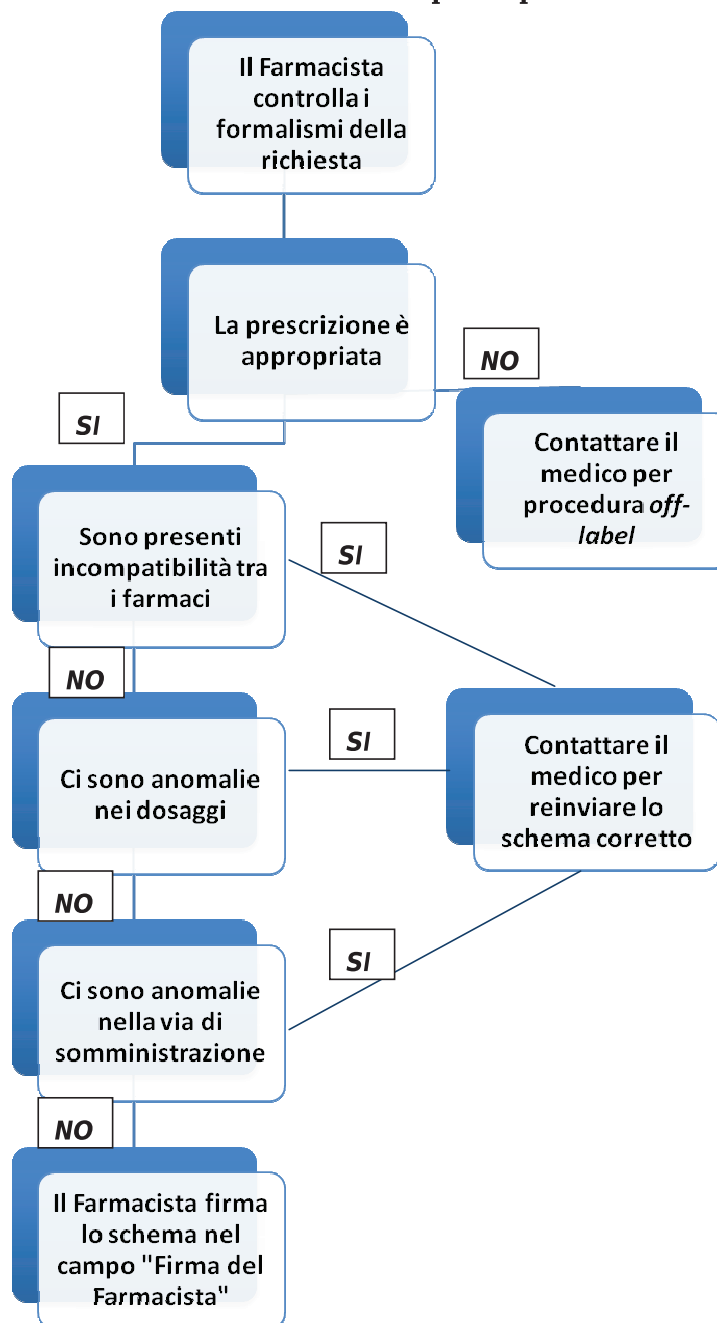 Il Farmacista
controlla i
formalismi della
richiesta
La prescrizione è
appropriata
NO
SI
Contattare il
medico per
procedura off-
label
Sono presenti
incompatibilità tra
i farmaci
SI
NO
Ci sono anomalie
nei dosaggi
SI
Contattare il
medico per
reinviare lo
schema corretto
NO
Ci sono anomalie
nella via di
somministrazione
SI
NO
Il Farmacista firma
lo schema nel
campo "Firma del
Farmacista"